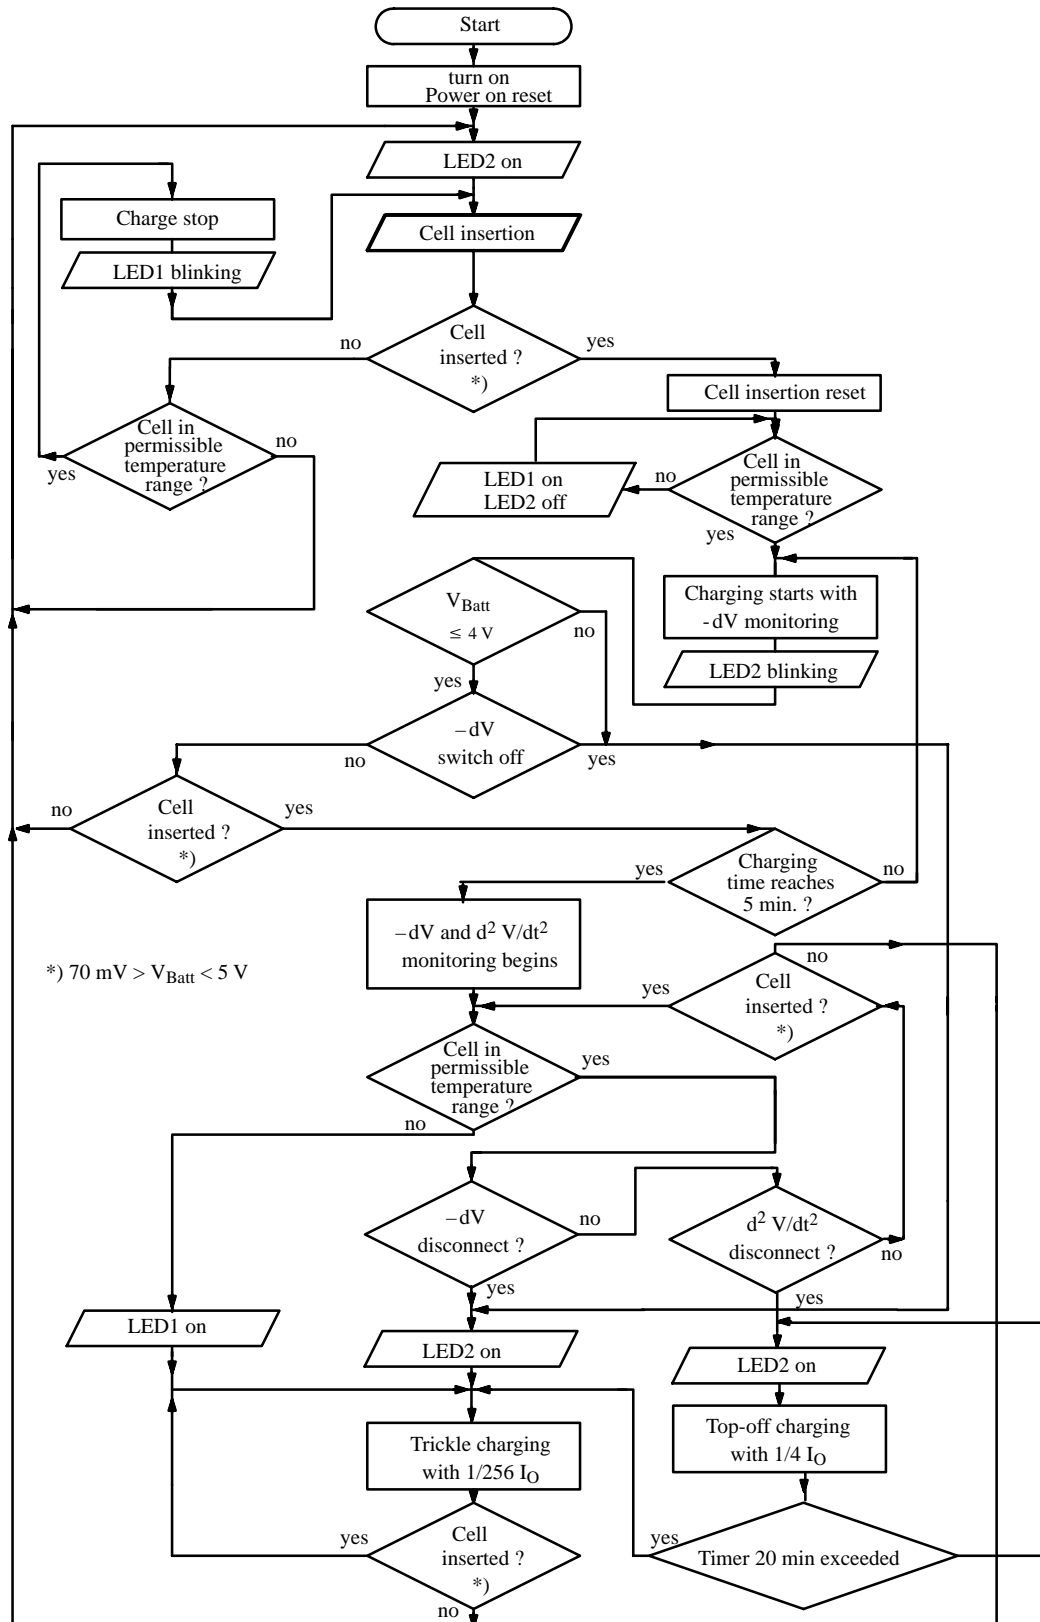 Start
turn on
Power on reset
LED2 on
Charge stop
Cell insertion
LED1 blinking
Cell
inserted ?
*)
no
yes
Cell insertion reset
Cell in
permissible
temperature
range ?
yes
no
Cell in
permissible
temperature
range ?
no
yes
LED1 on
LED2 off
V_Batt
≤ 4 V
no
yes
Charging starts with
-dV monitoring
LED2 blinking
−dV
switch off
no
yes
Cell
inserted ?
*)
no
yes
Charging
time reaches
5 min. ?
yes
no
−dV and d² V/dt²
monitoring begins
*) 70 mV > V_Batt < 5 V
Cell
inserted ?
*)
yes
no
Cell in
permissible
temperature
range ?
yes
no
−dV
disconnect ?
no
yes
d² V/dt²
disconnect ?
no
yes
LED1 on
LED2 on
LED2 on
Trickle charging
with 1/256 I_O
Top-off charging
with 1/4 I_O
Cell
inserted ?
*)
yes
no
Timer 20 min exceeded
yes